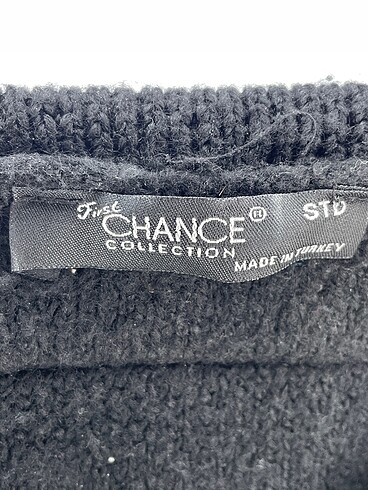 First
CHANCE ® STD
COLLECTION
MADE IN TURKEY